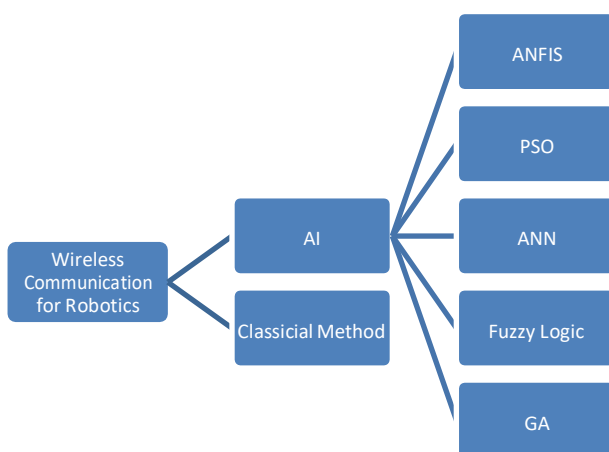 Wireless
Communication
for Robotics
AI
Classicial Method
ANFIS
PSO
ANN
Fuzzy Logic
GA